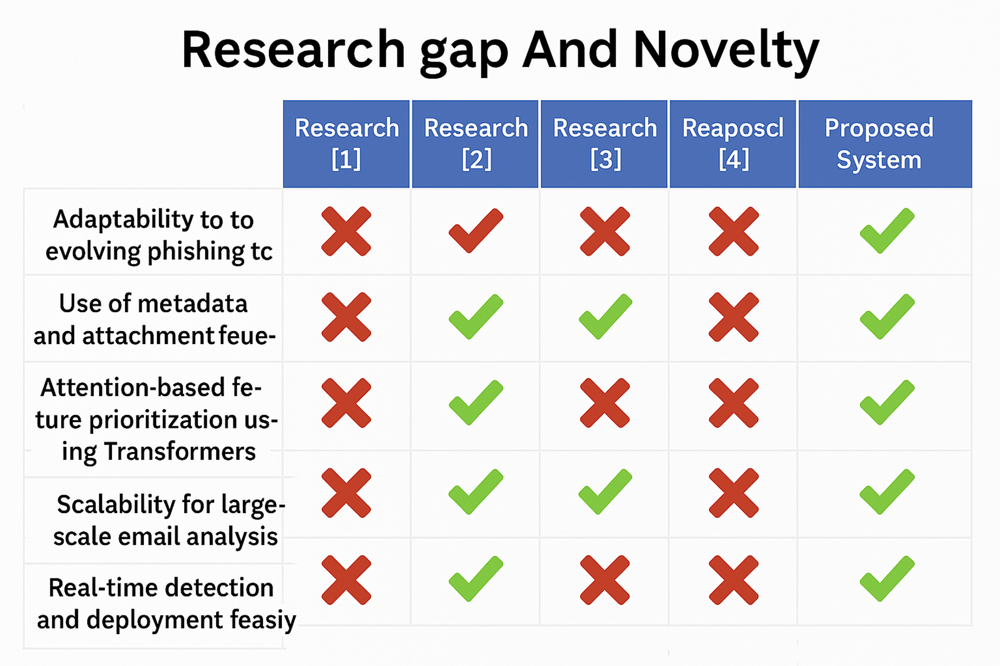 Research gap And Novelty
Research [1]
Research [2]
Research [3]
Reaposcl [4]
Proposed System
Adaptability to to
evolving phishing tc
Use of metadata
and attachment feue-
Attention-based fe-
ture prioritization us-
ing Transformers
Scalability for large-
scale email analysis
Real-time detection
and deployment feasiy